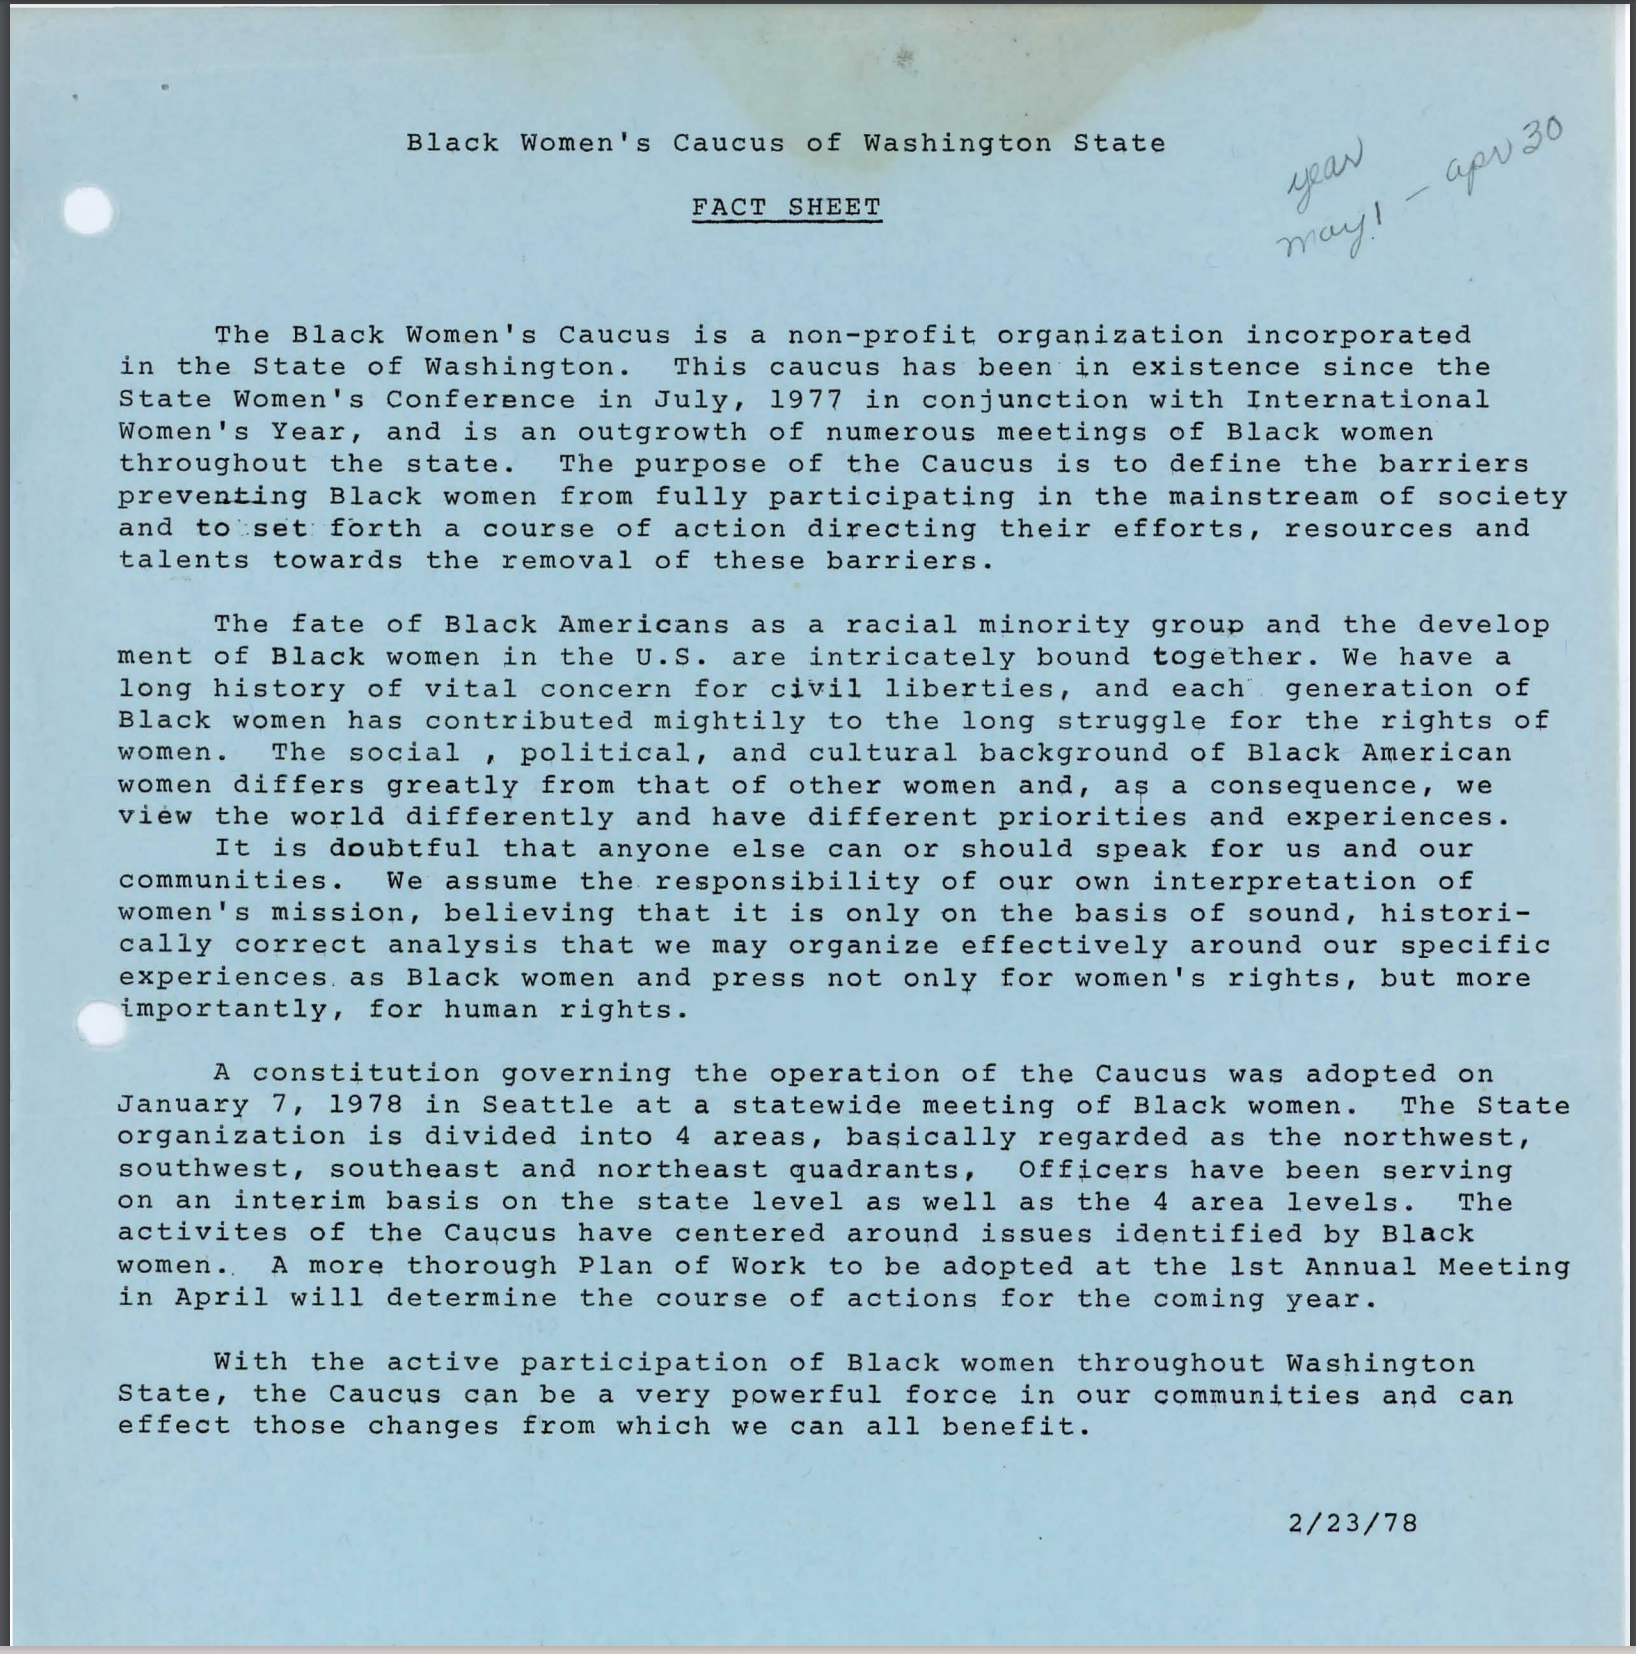 Black Women's Caucus of Washington State
year
may 1 - apr 30
FACT SHEET
The Black Women's Caucus is a non-profit organization incorporated
in the State of Washington. This caucus has been in existence since the
State Women's Conference in July, 1977 in conjunction with International
Women's Year, and is an outgrowth of numerous meetings of Black women
throughout the state. The purpose of the Caucus is to define the barriers
preventing Black women from fully participating in the mainstream of society
and to set forth a course of action directing their efforts, resources and
talents towards the removal of these barriers.
The fate of Black Americans as a racial minority group and the develop
ment of Black women in the U.S. are intricately bound together. We have a
long history of vital concern for civil liberties, and each generation of
Black women has contributed mightily to the long struggle for the rights of
women. The social , political, and cultural background of Black American
women differs greatly from that of other women and, as a consequence, we
view the world differently and have different priorities and experiences.
It is doubtful that anyone else can or should speak for us and our
communities. We assume the responsibility of our own interpretation of
women's mission, believing that it is only on the basis of sound, histori-
cally correct analysis that we may organize effectively around our specific
experiences as Black women and press not only for women's rights, but more
importantly, for human rights.
A constitution governing the operation of the Caucus was adopted on
January 7, 1978 in Seattle at a statewide meeting of Black women. The State
organization is divided into 4 areas, basically regarded as the northwest,
southwest, southeast and northeast quadrants, Officers have been serving
on an interim basis on the state level as well as the 4 area levels. The
activites of the Caucus have centered around issues identified by Black
women. A more thorough Plan of Work to be adopted at the 1st Annual Meeting
in April will determine the course of actions for the coming year.
With the active participation of Black women throughout Washington
State, the Caucus can be a very powerful force in our communities and can
effect those changes from which we can all benefit.
2/23/78